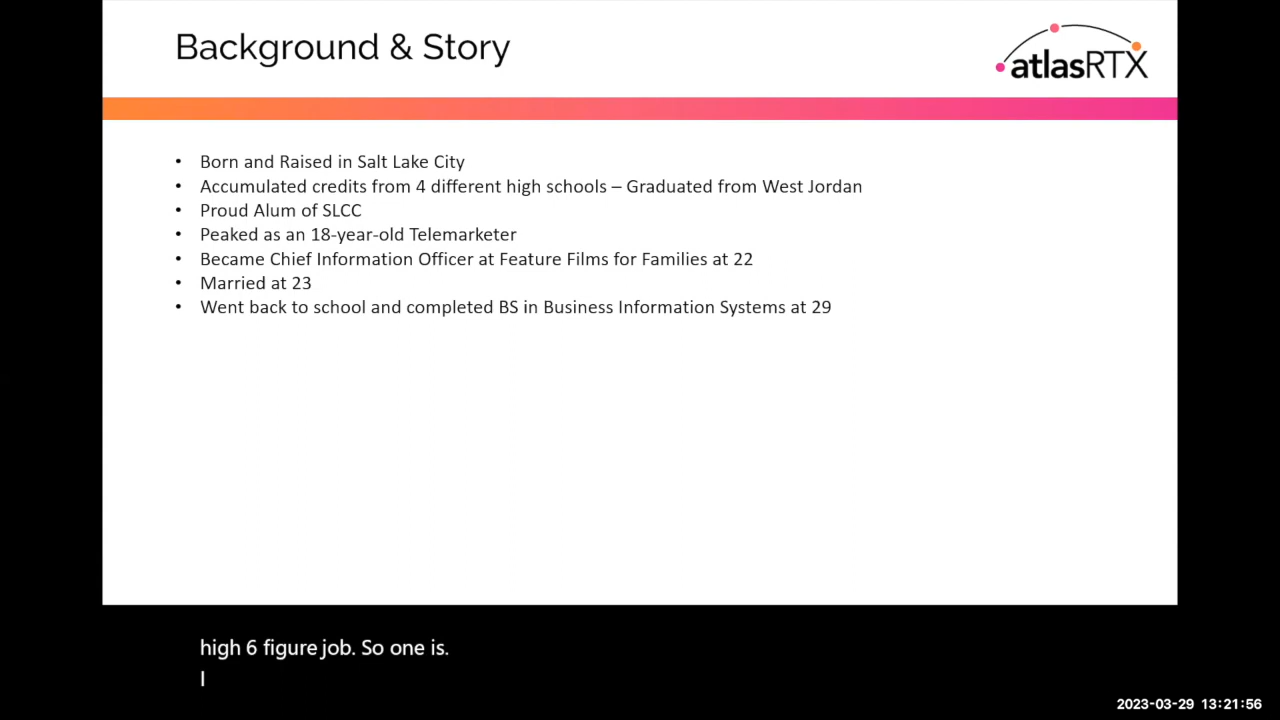 Background & Story
atlasRTX
• Born and Raised in Salt Lake City
• Accumulated credits from 4 different high schools – Graduated from West Jordan
• Proud Alum of SLCC
• Peaked as an 18-year-old Telemarketer
• Became Chief Information Officer at Feature Films for Families at 22
• Married at 23
• Went back to school and completed BS in Business Information Systems at 29
high 6 figure job. So one is.
I
2023-03-29 13:21:56